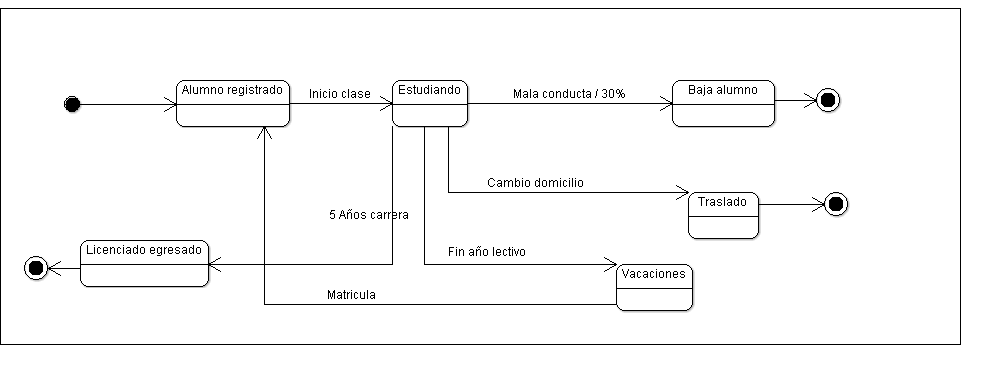 Alumno registrado
Inicio clase
Estudiando
Mala conducta / 30%
Baja alumno
Cambio domicilio
Traslado
5 Años carrera
Licenciado egresado
Fin año lectivo
Vacaciones
Matricula